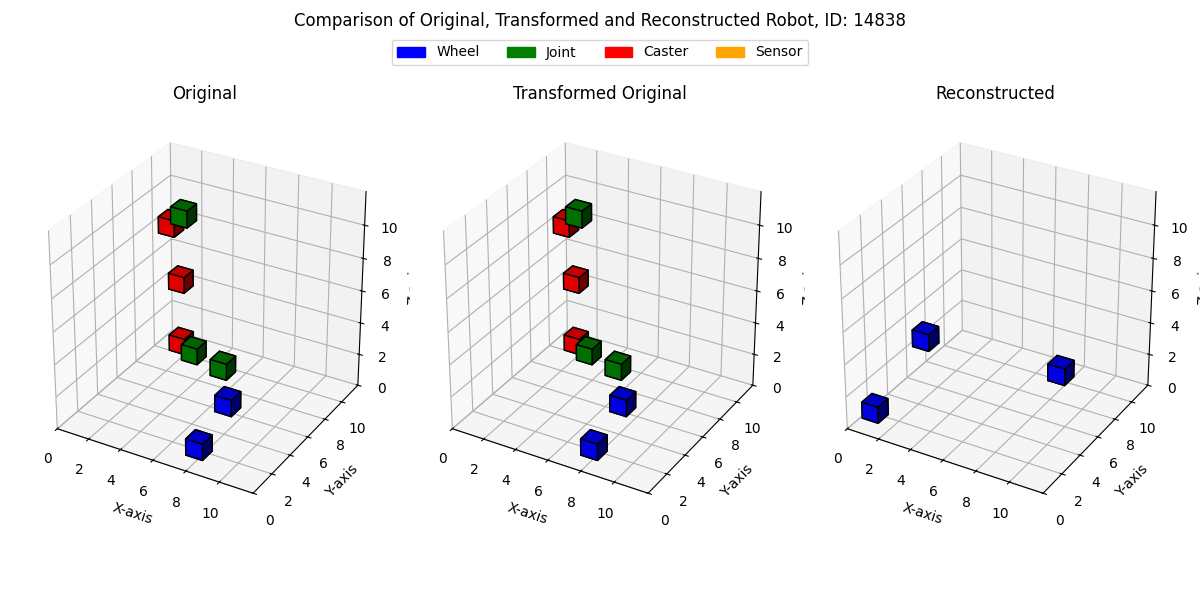 Comparison of Original, Transformed and Reconstructed Robot, ID: 14838
Wheel Joint Caster Sensor
Original Transformed Original Reconstructed
10 10 10
8 8 8
6 6 6
4 4 4
2 2 2
0 0 0
0 2 4 6 8 10 0 2 4 6 8 10 0 2 4 6 8 10
0 2 4 6 8 10 0 2 4 6 8 10 0 2 4 6 8 10
X-axis Y-axis X-axis Y-axis X-axis Y-axis